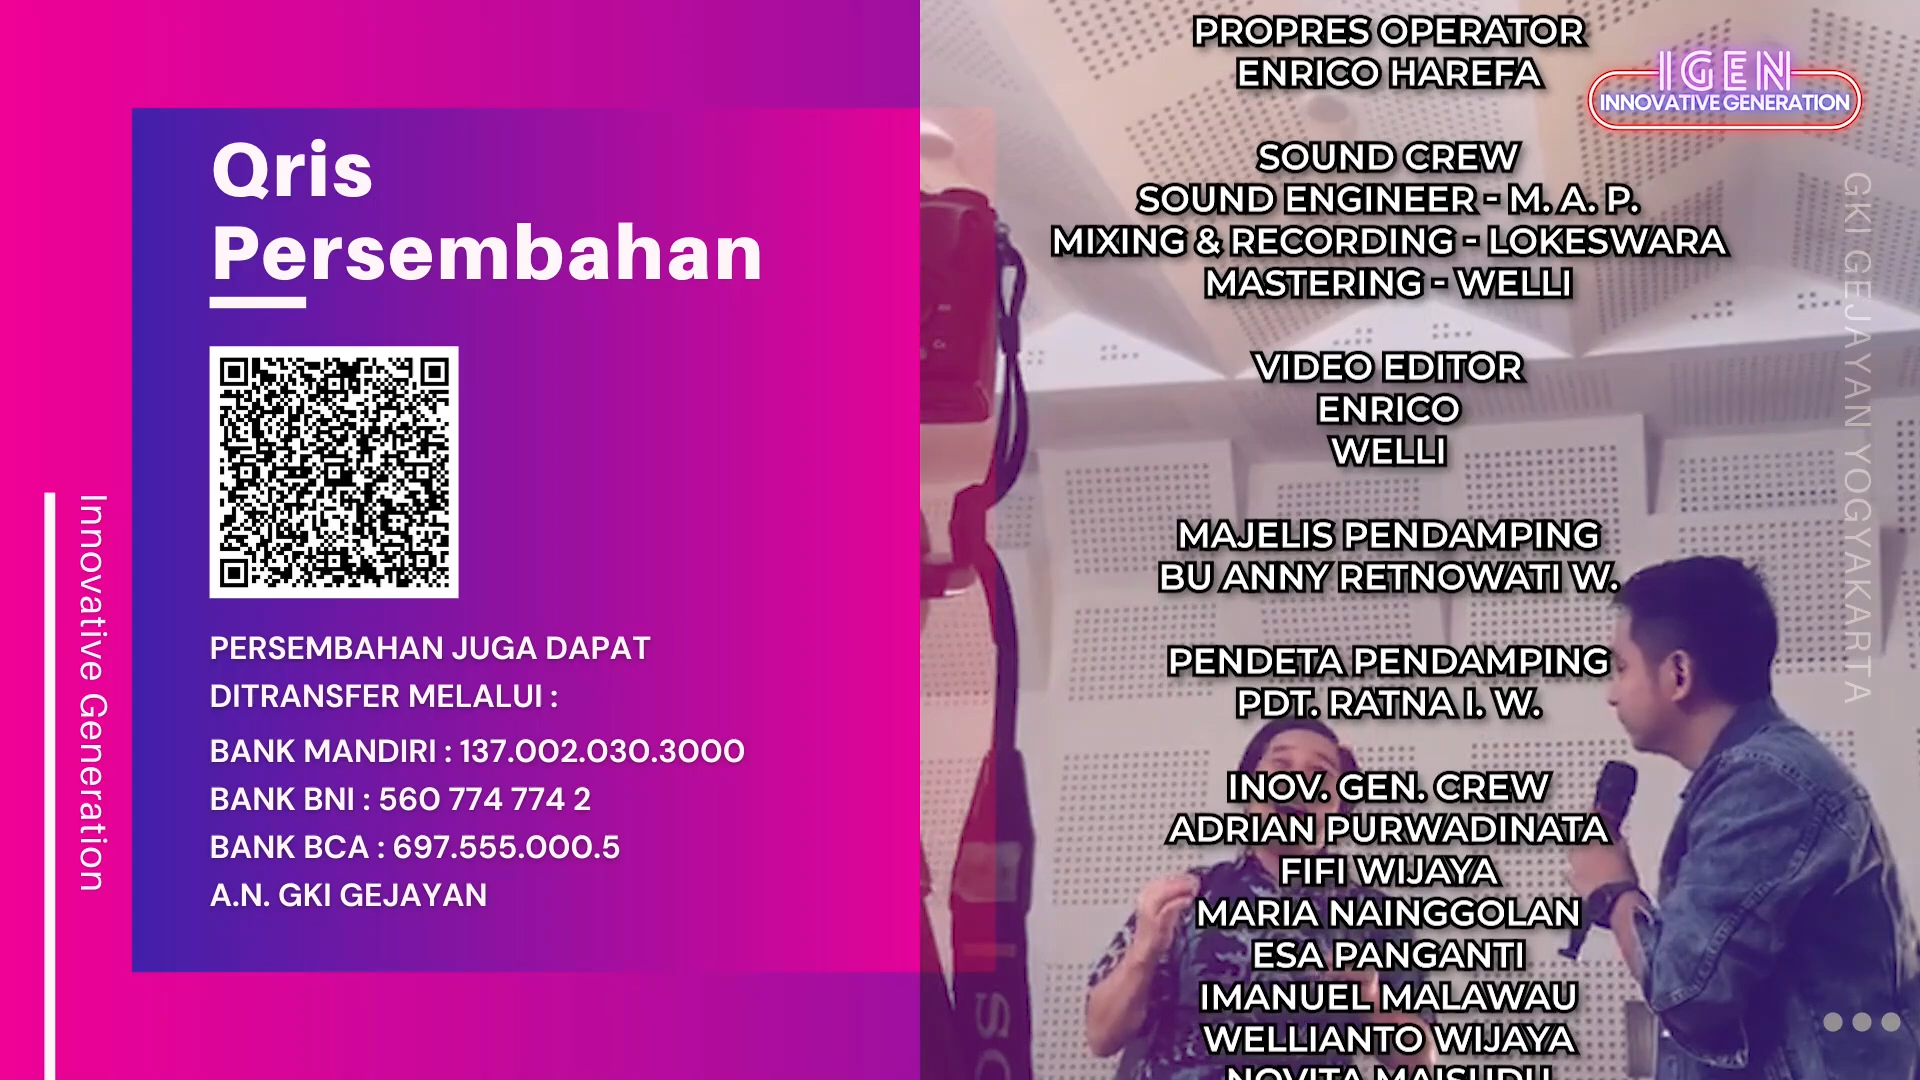 Qris
Persembahan
PERSEMBAHAN JUGA DAPAT
DITRANSFER MELALUI :
BANK MANDIRI : 137.002.030.3000
BANK BNI : 560 774 774 2
BANK BCA : 697.555.000.5
A.N. GKI GEJAYAN
Innovative Generation
PROPRES OPERATOR
ENRICO HAREFA
SOUND CREW
SOUND ENGINEER - M. A. P.
MIXING & RECORDING - LOKESWARA
MASTERING - WELLI
VIDEO EDITOR
ENRICO
WELLI
MAJELIS PENDAMPING
BU ANNY RETNOWATI W.
PENDETA PENDAMPING
PDT. RATNA I. W.
INOV. GEN. CREW
ADRIAN PURWADINATA
FIFI WIJAYA
MARIA NAINGGOLAN
ESA PANGANTI
IMANUEL MALAWAU
WELLIANTO WIJAYA
IGEN
INNOVATIVE GENERATION
GKI GEJAYAN YOGYAKARTA